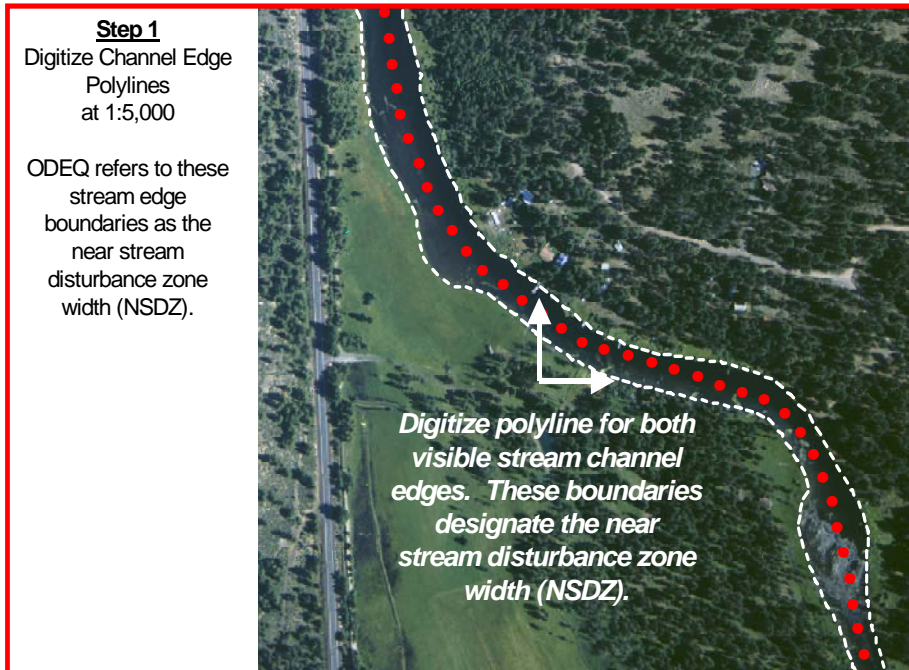 Step 1
Digitize Channel Edge
Polylines
at 1:5,000
ODEQ refers to these
stream edge
boundaries as the
near stream
disturbance zone
width (NSDZ).
Digitize polyline for both
visible stream channel
edges. These boundaries
designate the near
stream disturbance zone
width (NSDZ).